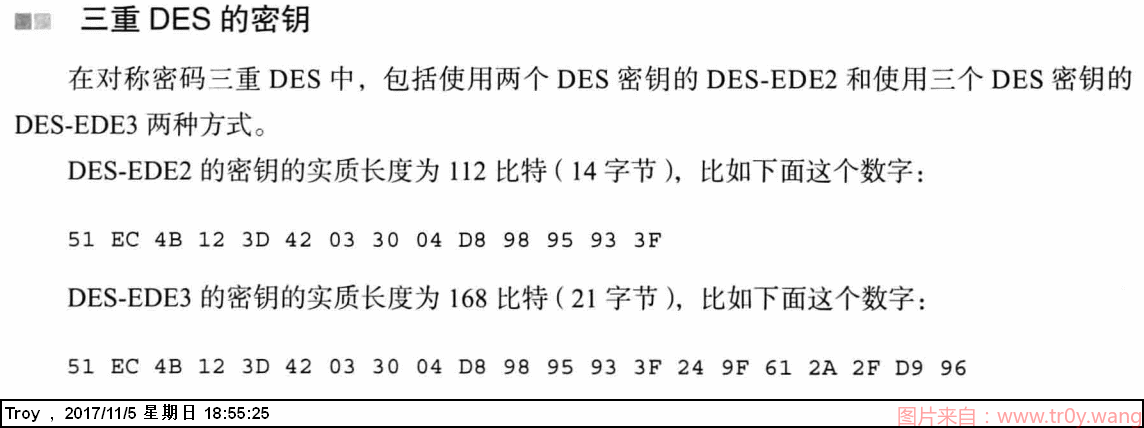 三重 DES 的密钥
在对称密码三重 DES 中，包括使用两个 DES 密钥的 DES-EDE2 和使用三个 DES 密钥的
DES-EDE3 两种方式。
DES-EDE2 的密钥的实质长度为 112 比特（14 字节），比如下面这个数字：
51 EC 4B 12 3D 42 03 30 04 D8 98 95 93 3F
DES-EDE3 的密钥的实质长度为 168 比特（21 字节），比如下面这个数字：
51 EC 4B 12 3D 42 03 30 04 D8 98 95 93 3F 24 9F 61 2A 2F D9 96
Troy , 2017/11/5 星期日 18:55:25
图片来自：www.tr0y.wang